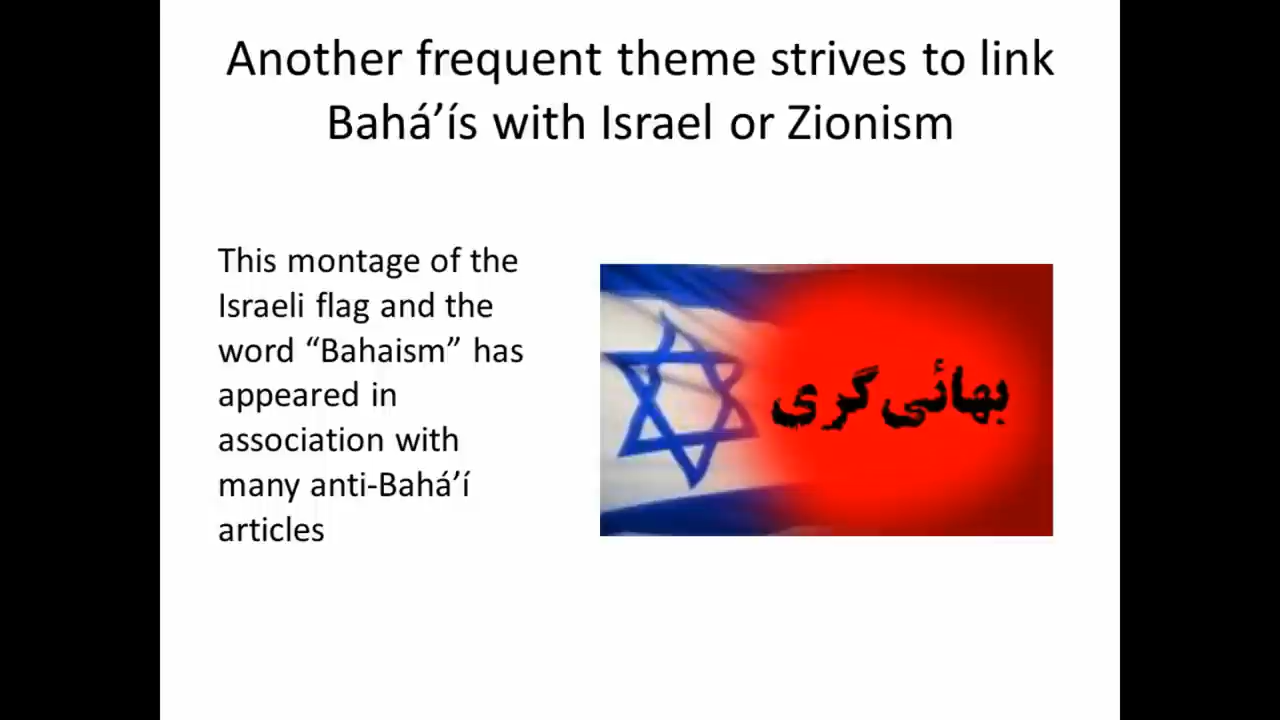 Another frequent theme strives to link
Bahá’ís with Israel or Zionism
This montage of the
Israeli flag and the
word “Bahaism” has
appeared in
association with
many anti-Bahá’í
articles
بهائی‌گری